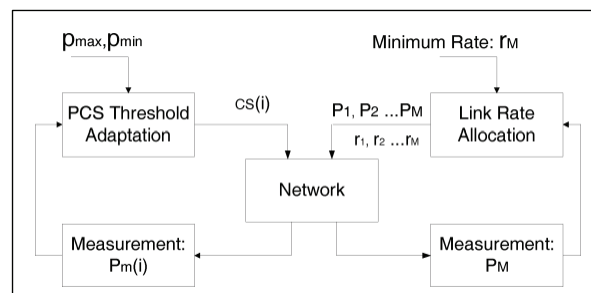 pmax,pmin
Minimum Rate: rM
PCS Threshold
Adaptation
CS(i)
P1, P2 ...PM
r1, r2 ...rM
Link Rate
Allocation
Network
Measurement:
Pm(i)
Measurement:
PM